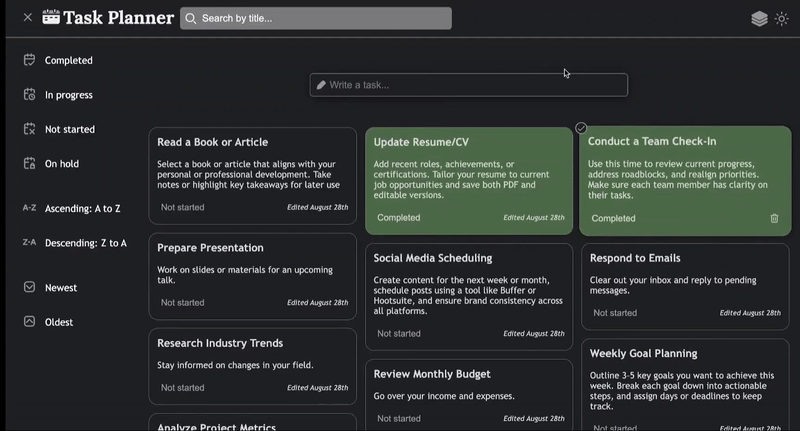 Task Planner
Search by title...
Completed
In progress
Not started
On hold
A-Z Ascending: A to Z
Z-A Descending: Z to A
Newest
Oldest
Write a task...
Read a Book or Article
Select a book or article that aligns with your
personal or professional development. Take
notes or highlight key takeaways for later use
Not started
Edited August 28th
Prepare Presentation
Work on slides or materials for an upcoming
talk.
Not started
Edited August 28th
Research Industry Trends
Stay informed on changes in your field.
Not started
Edited August 28th
Analyze Project Metrics
Update Resume/CV
Add recent roles, achievements, or
certifications. Tailor your resume to current
job opportunities and save both PDF and
editable versions.
Completed
Edited August 28th
Social Media Scheduling
Create content for the next week or month,
schedule posts using a tool like Buffer or
Hootsuite, and ensure brand consistency across
all platforms.
Not started
Edited August 28th
Review Monthly Budget
Go over your income and expenses.
Not started
Edited August 28th
Conduct a Team Check-In
Use this time to review current progress,
address roadblocks, and realign priorities.
Make sure each team member has clarity on
their tasks.
Completed
Respond to Emails
Clear out your inbox and reply to pending
messages.
Not started
Edited August 28th
Weekly Goal Planning
Outline 3-5 key goals you want to achieve this
week. Break each goal down into actionable
steps, and assign days or deadlines to keep
track.
Not started
Edited August 28th